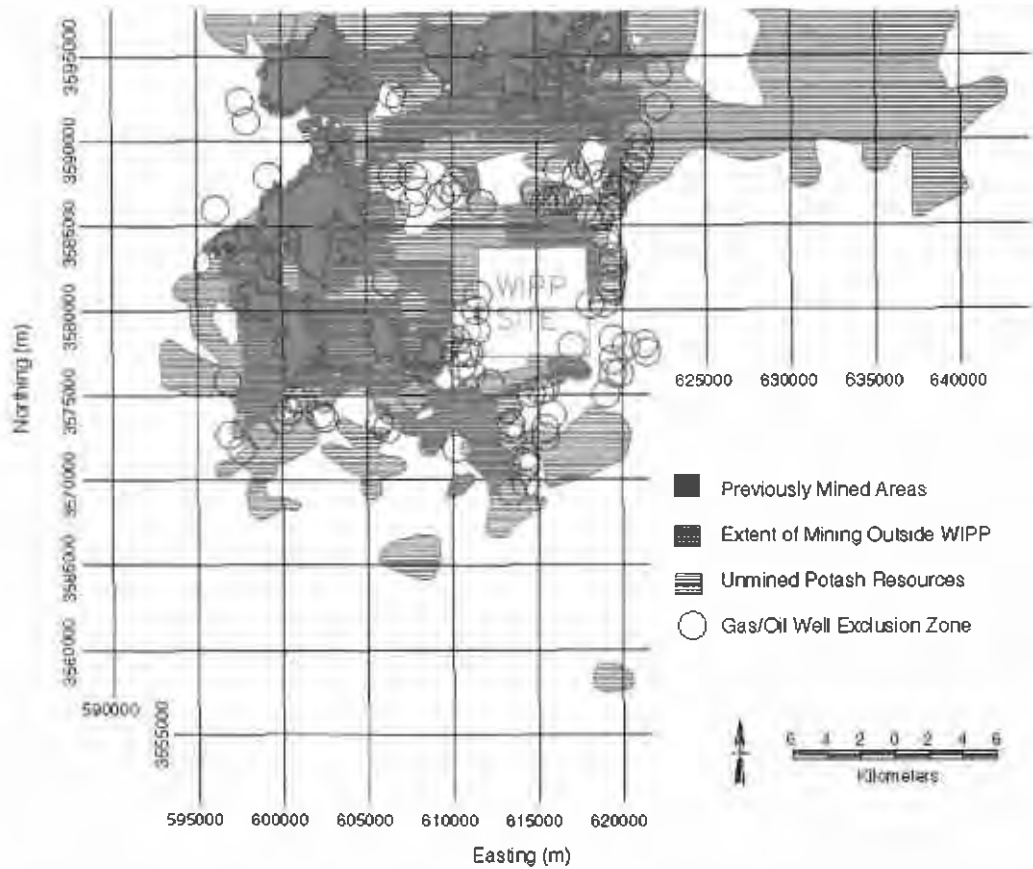 3595000
3590000
3585000
3580000
3575000
3570000
3565000
3560000
3555000
Northing (m)
WIPP
SITE
625000 630000 635000 640000
Previously Mined Areas
Extent of Mining Outside WIPP
Unmined Potash Resources
Gas/Oil Well Exclusion Zone
590000
595000 600000 605000 610000 615000 620000
Easting (m)
6 4 2 0 2 4 6
Kilometers